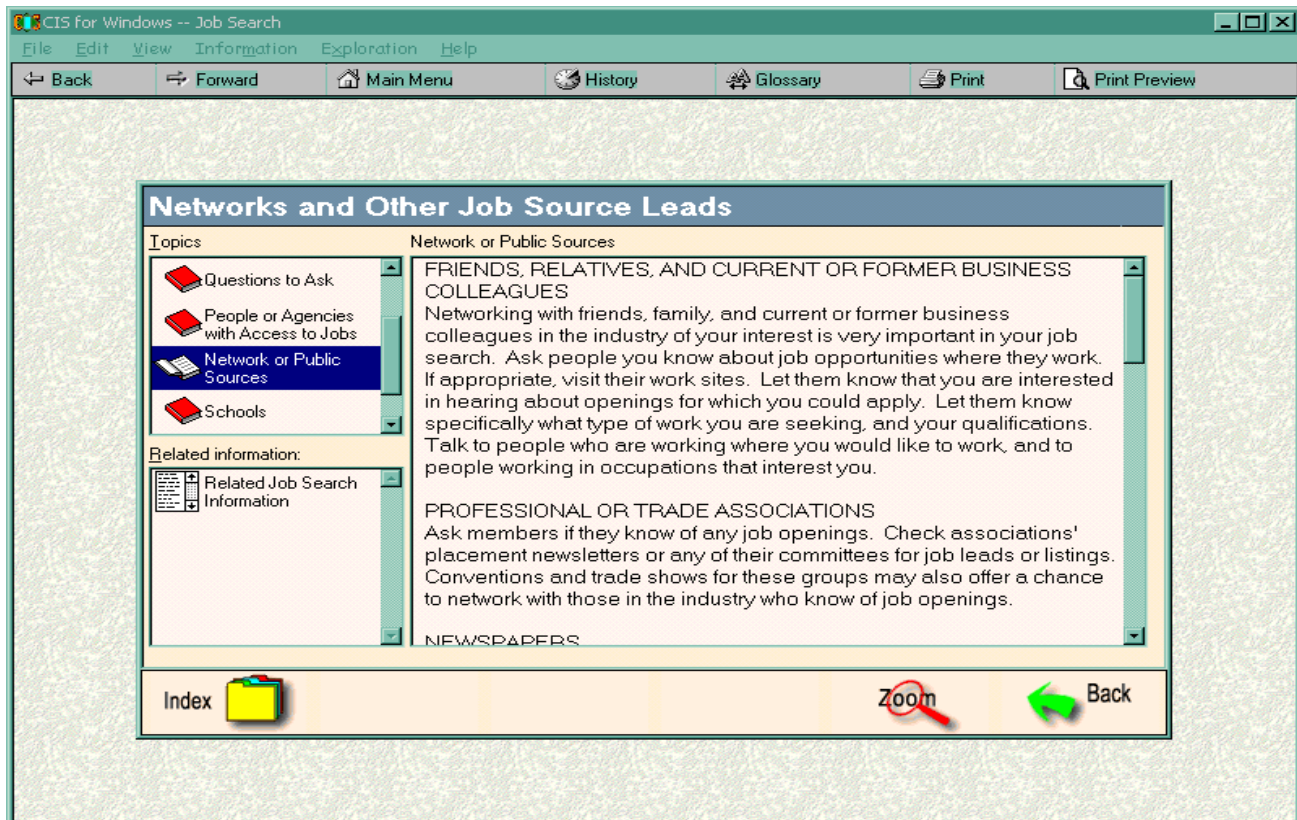 CIS for Windows -- Job Search
File Edit View Information Exploration Help
Back Forward Main Menu History Glossary Print Print Preview
Networks and Other Job Source Leads
Topics
Questions to Ask
People or Agencies
with Access to Jobs
Network or Public
Sources
Schools
Related information:
Related Job Search
Information
Network or Public Sources
FRIENDS, RELATIVES, AND CURRENT OR FORMER BUSINESS
COLLEAGUES
Networking with friends, family, and current or former business
colleagues in the industry of your interest is very important in your job
search. Ask people you know about job opportunities where they work.
If appropriate, visit their work sites. Let them know that you are interested
in hearing about openings for which you could apply. Let them know
specifically what type of work you are seeking, and your qualifications.
Talk to people who are working where you would like to work, and to
people working in occupations that interest you.
PROFESSIONAL OR TRADE ASSOCIATIONS
Ask members if they know of any job openings. Check associations'
placement newsletters or any of their committees for job leads or listings.
Conventions and trade shows for these groups may also offer a chance
to network with those in the industry who know of job openings.
NEWSPAPERS
Index Zoom Back